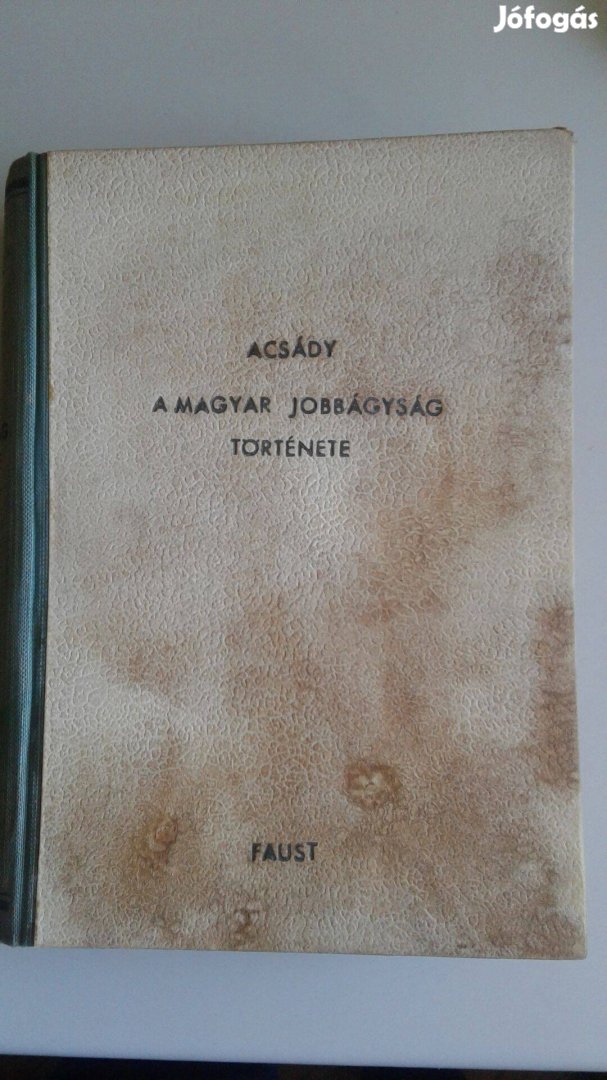 Jófogás
ACSÁDY
A MAGYAR JOBBÁGYSÁG
TÖRTÉNETE
FAUST